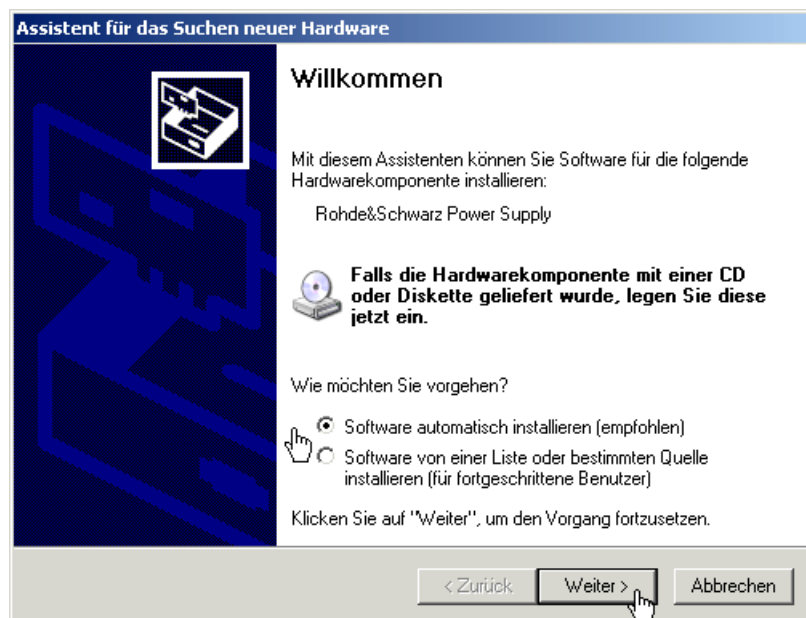 Assistent für das Suchen neuer Hardware
Willkommen
Mit diesem Assistenten können Sie Software für die folgende
Hardwarekomponente installieren:
Rohde&Schwarz Power Supply
Falls die Hardwarekomponente mit einer CD
oder Diskette geliefert wurde, legen Sie diese
jetzt ein.
Wie möchten Sie vorgehen?
Software automatisch installieren (empfohlen)
Software von einer Liste oder bestimmten Quelle
installieren (für fortgeschrittene Benutzer)
Klicken Sie auf "Weiter", um den Vorgang fortzusetzen.
< Zurück Weiter > Abbrechen